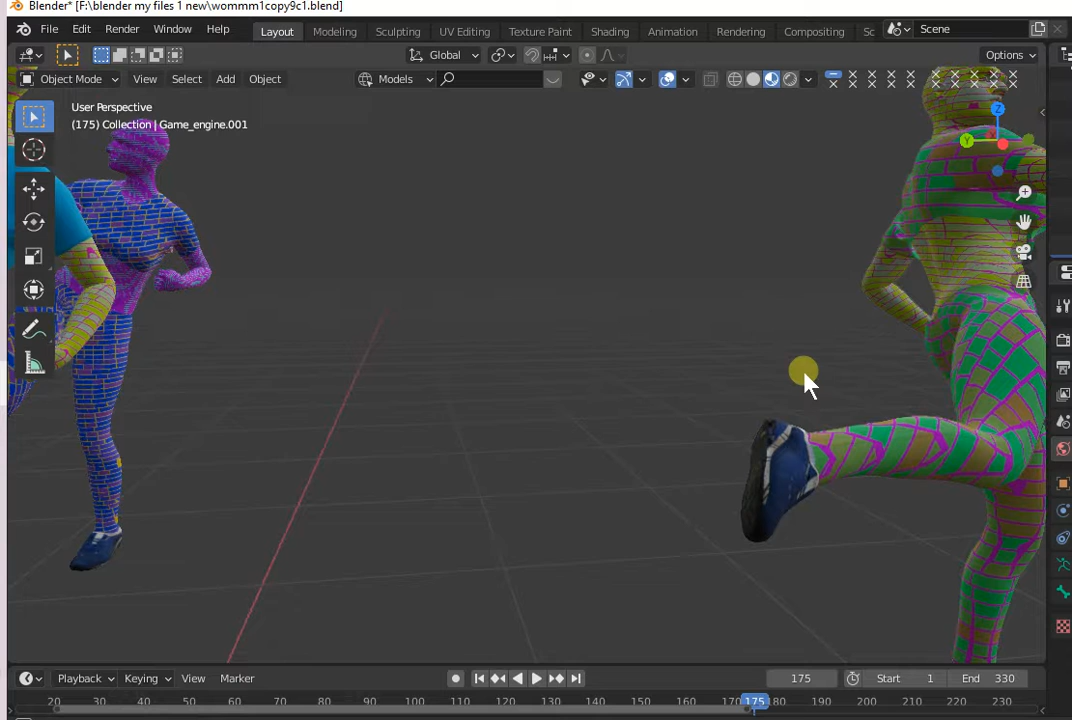 Blender* [F:\blender my files 1 new\wommm1copy9c1.blend]
File Edit Render Window Help Layout Modeling Sculpting UV Editing Texture Paint Shading Animation Rendering Compositing Sc Scene
Global Options
Object Mode View Select Add Object Models
User Perspective
(175) Collection | Game_engine.001
Z
Y
Playback Keying View Marker 175 Start 1 End 330
20 30 40 50 60 70 80 90 100 110 120 130 140 150 160 170 175 180 190 200 210 220 230